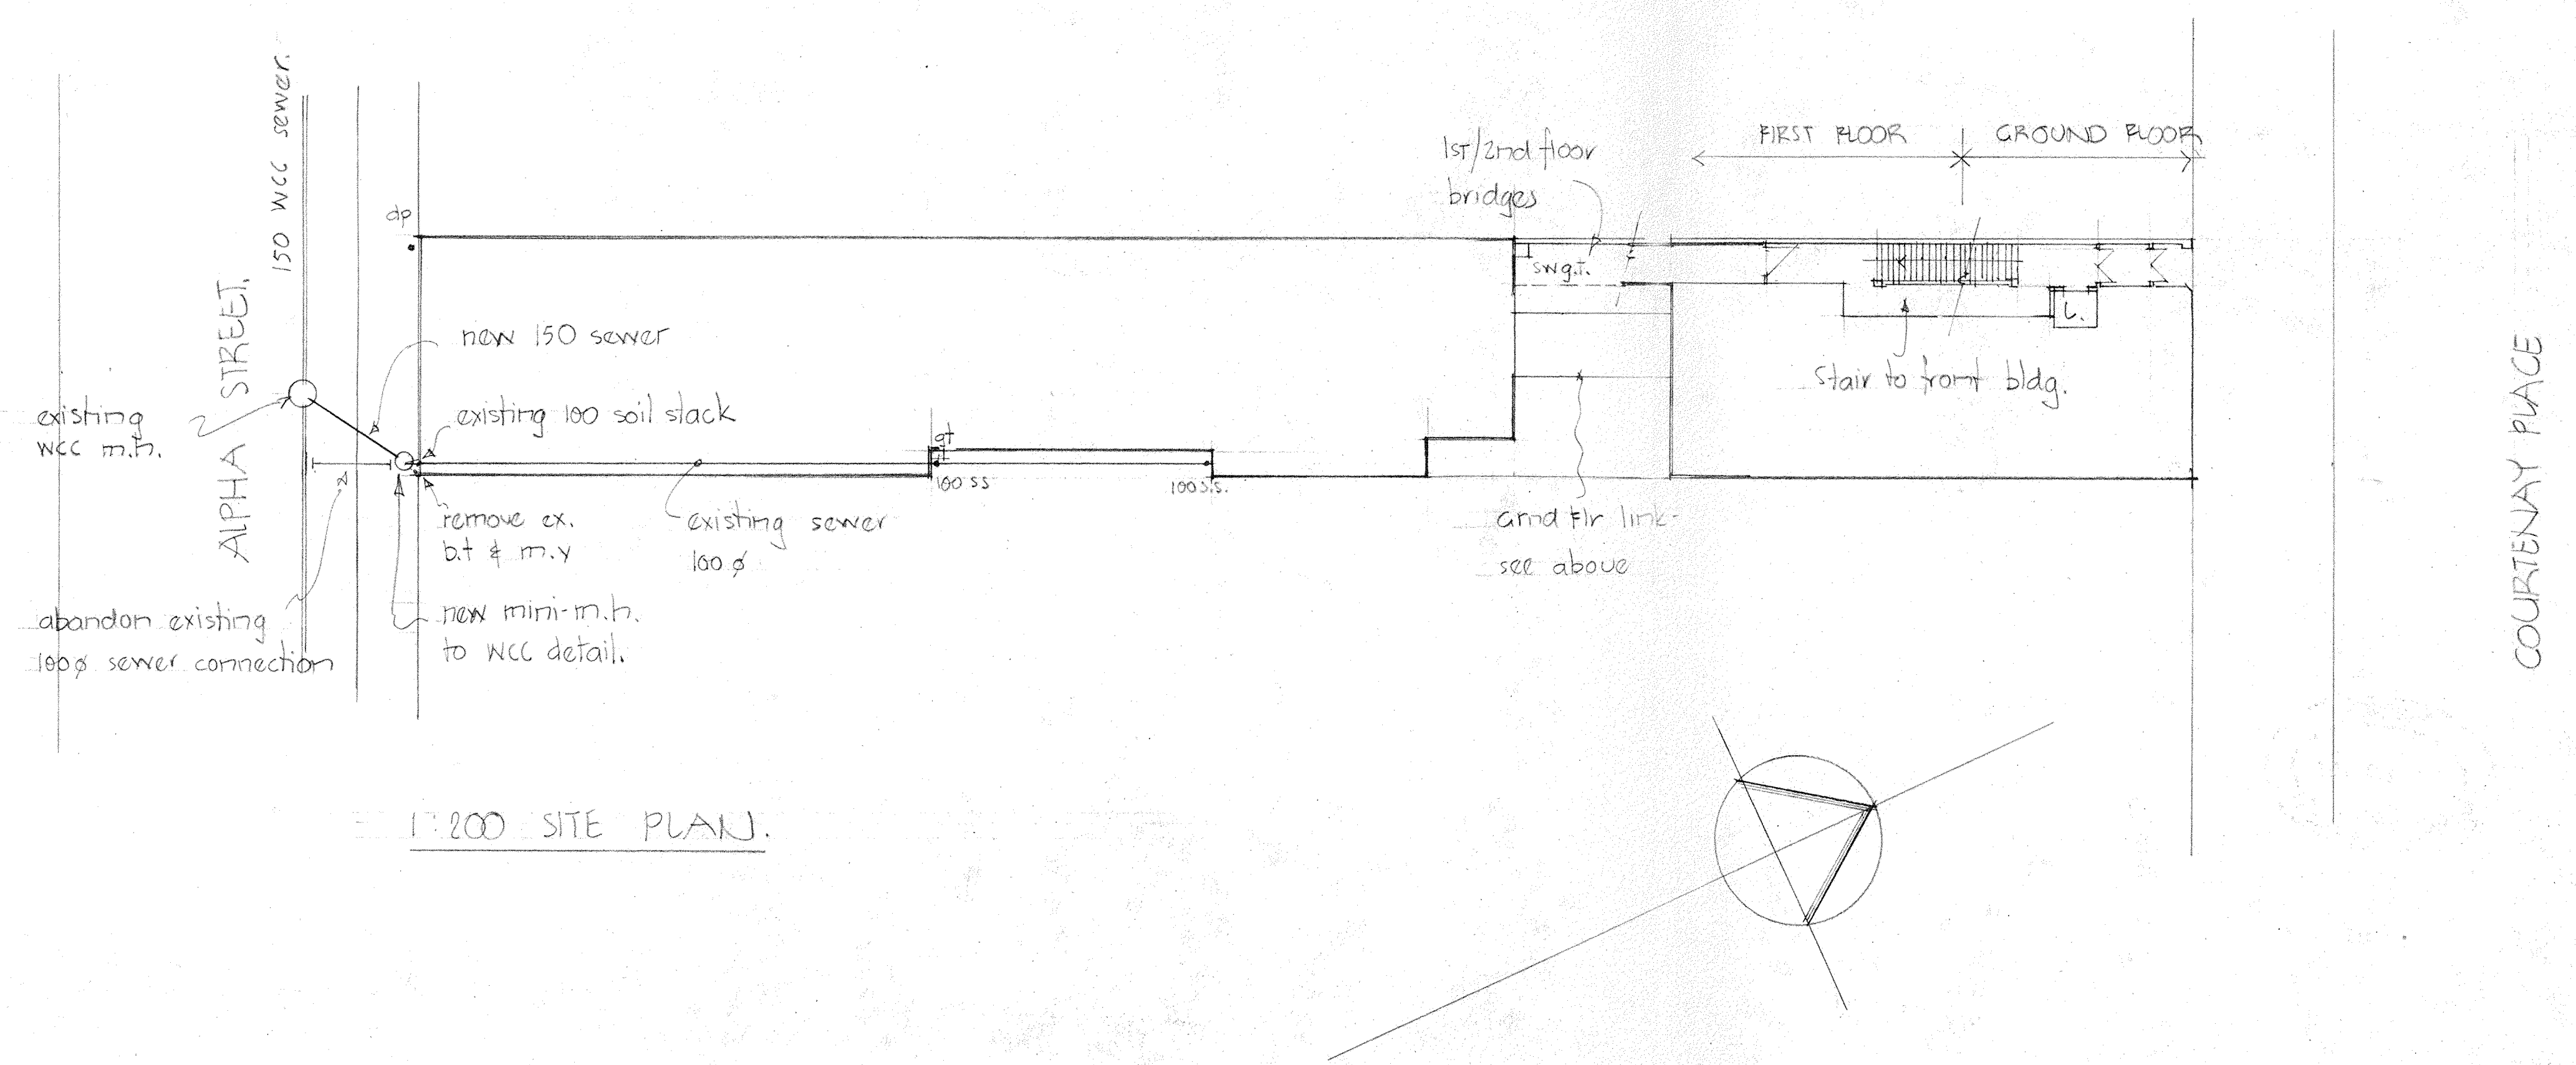 150 WCC sewer.
ALPHA STREET.
dp
new 150 sewer
existing 100 soil stack
existing
WCC m.h.
gt
100 ss
100 s.s.
remove ex.
b.t & m.y
existing sewer
100 ø
new mini-m.h.
to WCC detail.
abandon existing
100ø sewer connection
1st/2nd floor
bridges
FIRST FLOOR
GROUND FLOOR
swg.t.
L.
Stair to front bldg.
Grnd Flr link-
see above
COURTENAY PLACE
1:200 SITE PLAN.